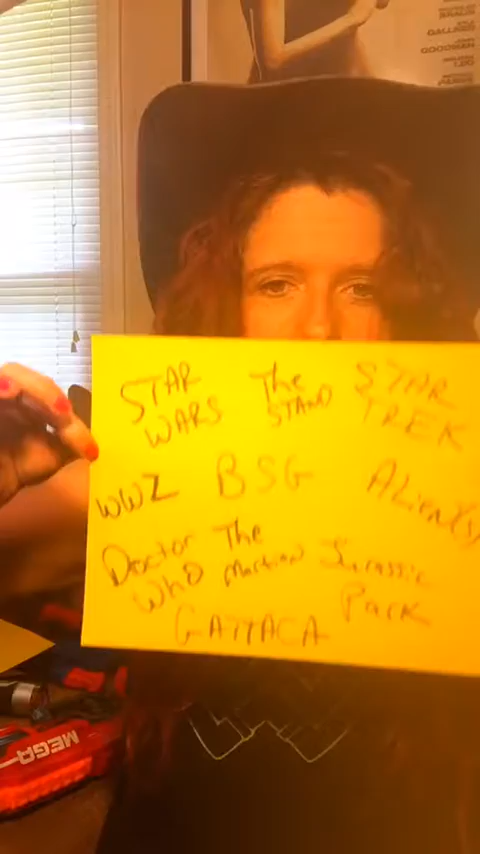 STAR WARS
The STAND
STAR TREK
WWZ
BSG
ALien(s)
Doctor Who
The Martian
Jurassic Park
GATTACA
MEGA